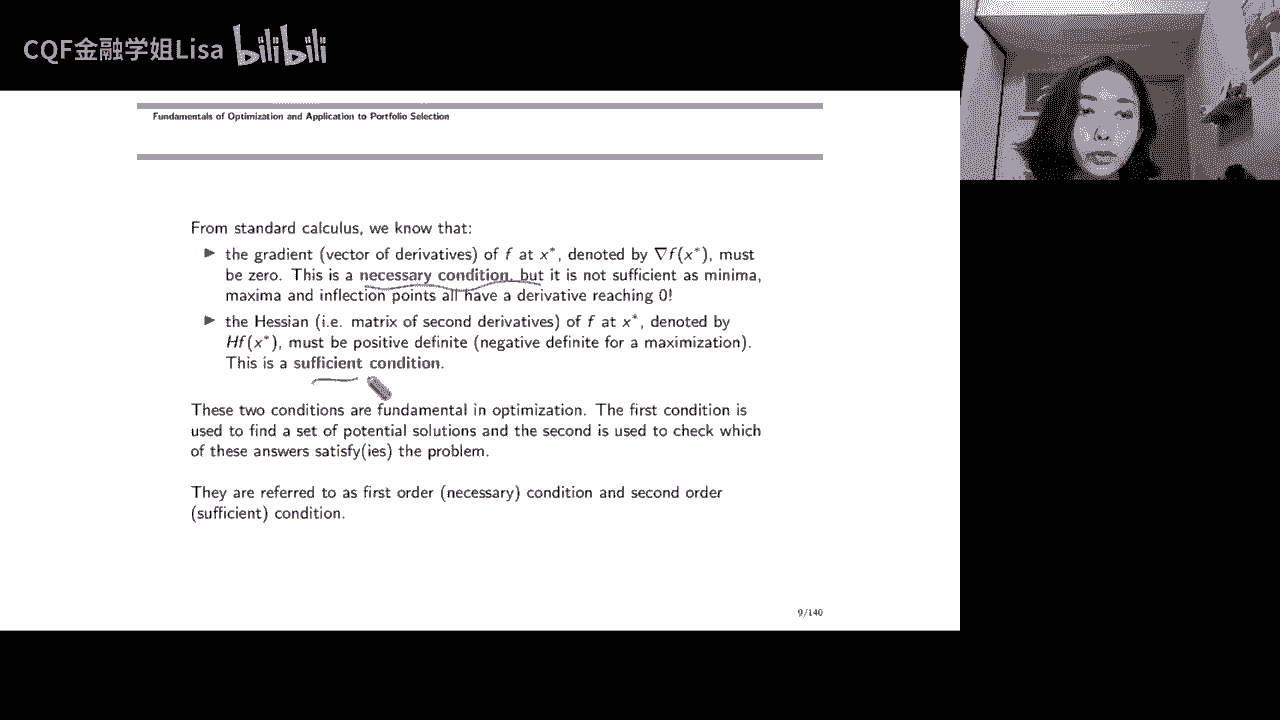 CQF金融学姐Lisa bilibili
Fundamentals of Optimization and Application to Portfolio Selection
From standard calculus, we know that:
▶ the gradient (vector of derivatives) of f at x*, denoted by ∇f(x*), must
be zero. This is a necessary condition, but it is not sufficient as minima,
maxima and inflection points all have a derivative reaching 0!
▶ the Hessian (i.e. matrix of second derivatives) of f at x*, denoted by
Hf(x*), must be positive definite (negative definite for a maximization).
This is a sufficient condition.
These two conditions are fundamental in optimization. The first condition is
used to find a set of potential solutions and the second is used to check which
of these answers satisfy(ies) the problem.
They are referred to as first order (necessary) condition and second order
(sufficient) condition.
9/140